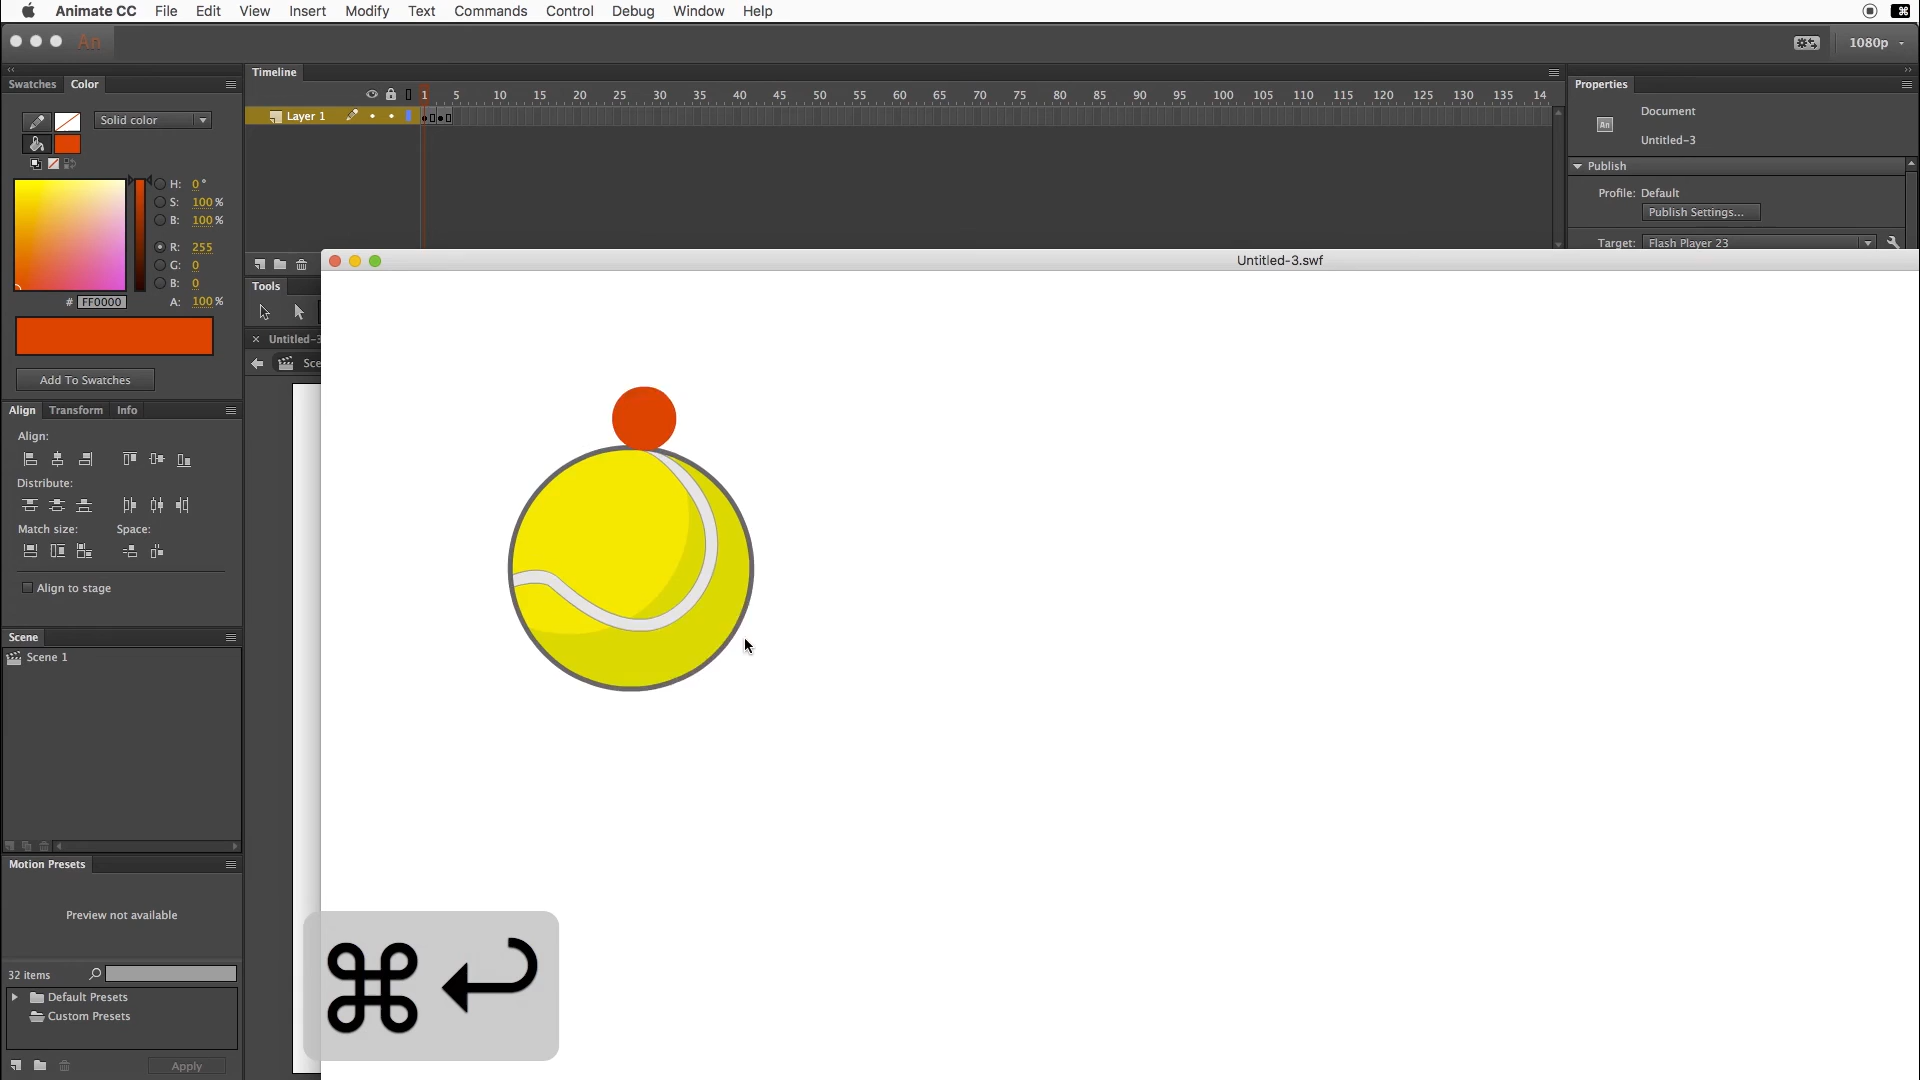 Animate CC File Edit View Insert Modify Text Commands Control Debug Window Help
An 1080p
Swatches Color Timeline Properties
1 5 10 15 20 25 30 35 40 45 50 55 60 65 70 75 80 85 90 95 100 105 110 115 120 125 130 135 14
Layer 1
Document
An
Untitled-3
Solid color
Publish
H: 0 °
S: 100 %
B: 100 %
R: 255
G: 0
B: 0
# FF0000 A: 100 %
Profile: Default
Publish Settings...
Target: Flash Player 23
Untitled-3.swf
Tools
Untitled-3
Sce
Add To Swatches
Align Transform Info
Align:
Distribute:
Match size: Space:
Align to stage
Scene
Scene 1
Motion Presets
Preview not available
32 items
Default Presets
Custom Presets
Apply